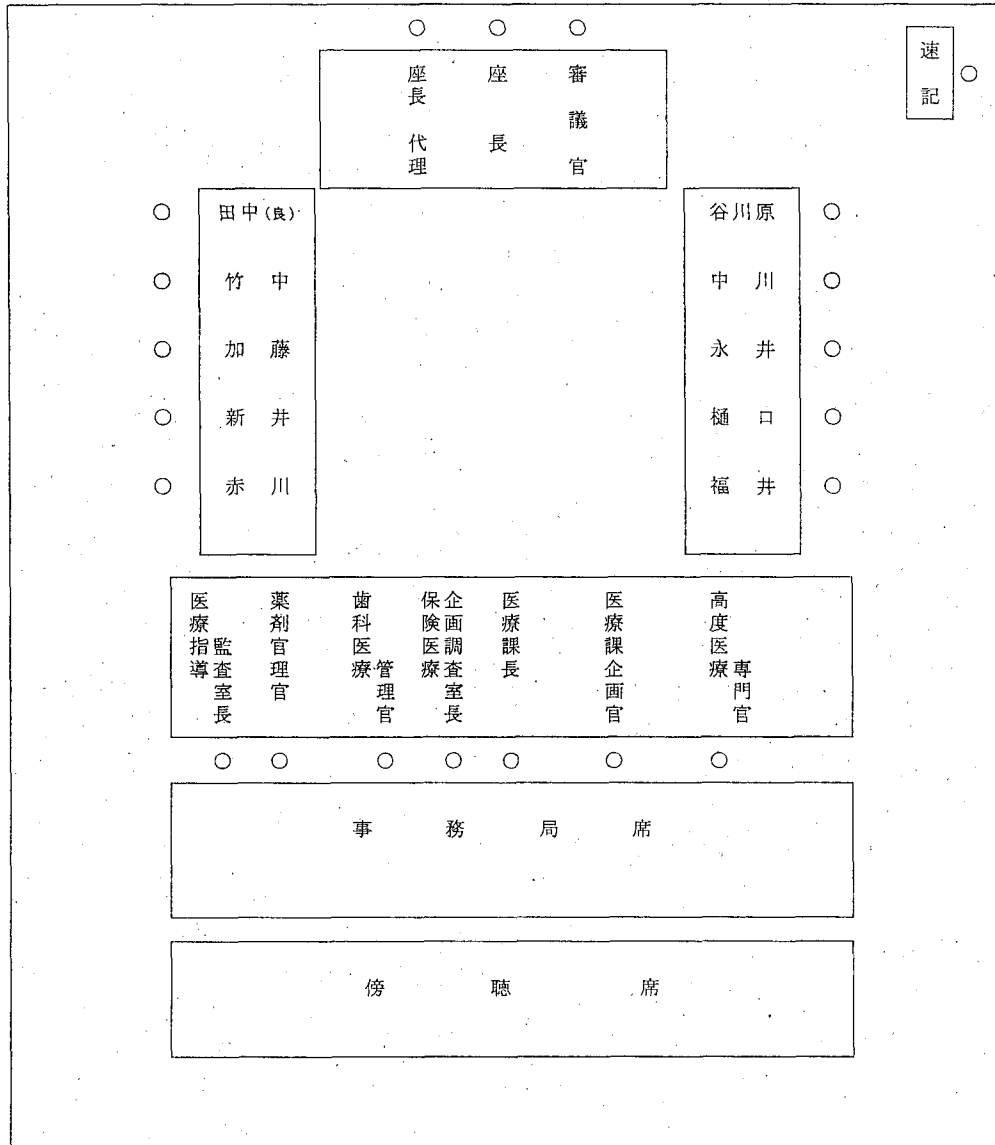 座長代理
座長
審議官
速記
田中(良)
竹中
加藤
新井
赤川
谷川原
中川
永井
樋口
福井
医療指導
監査室長
薬剤官理官
歯科医療
管理官
保険医療
企画調査室長
医療課長
医療課企画官
高度医療
専門官
事務局席
傍聴席